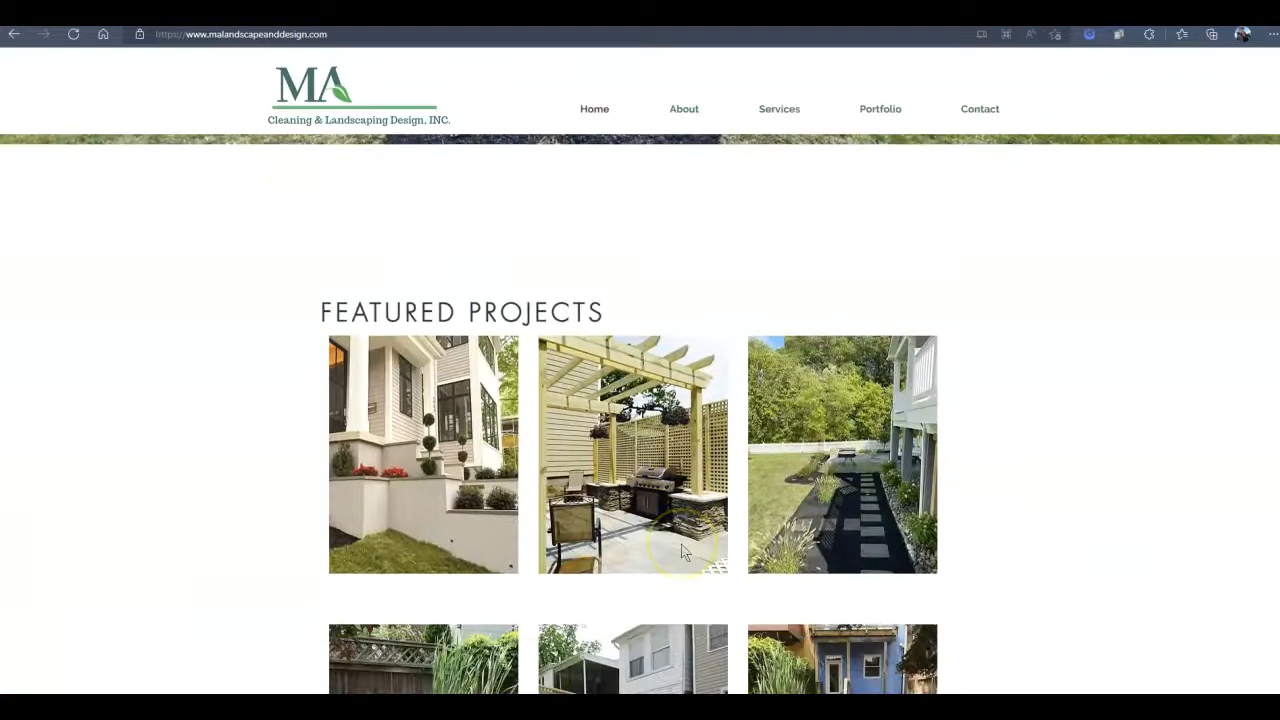 https://www.malandscapeanddesign.com
MA
Cleaning & Landscaping Design, INC.
Home
About
Services
Portfolio
Contact
FEATURED PROJECTS